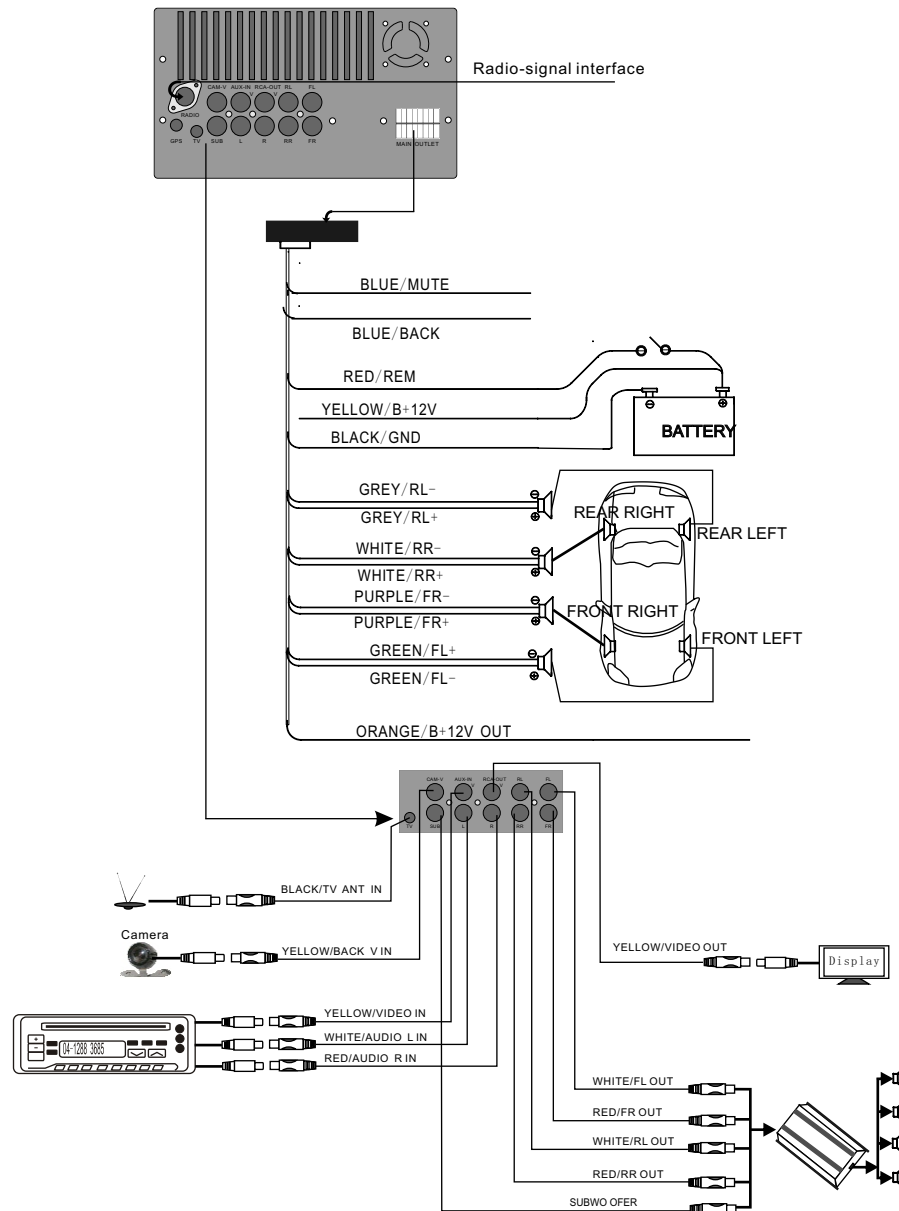 Radio-signal interface
CAM-V AUX-IN RCA-OUT RL FL
V V
RADIO
GPS TV SUB L R RR FR
MAIN OUTLET
BLUE/MUTE
BLUE/BACK
RED/REM
YELLOW/B+12V
BLACK/GND
BATTERY
GREY/RL-
GREY/RL+
REAR RIGHT
REAR LEFT
WHITE/RR-
WHITE/RR+
PURPLE/FR-
PURPLE/FR+
FRONT RIGHT
FRONT LEFT
GREEN/FL+
GREEN/FL-
ORANGE/B+12V OUT
CAM-V AUX-IN RCA-OUT RL FL
V V
TV SUB L R RR FR
BLACK/TV ANT IN
Camera
YELLOW/BACK V IN
YELLOW/VIDEO OUT
Display
YELLOW/VIDEO IN
WHITE/AUDIO L IN
RED/AUDIO R IN
04-1288 3685
WHITE/FL OUT
RED/FR OUT
WHITE/RL OUT
RED/RR OUT
SUBWO OFER